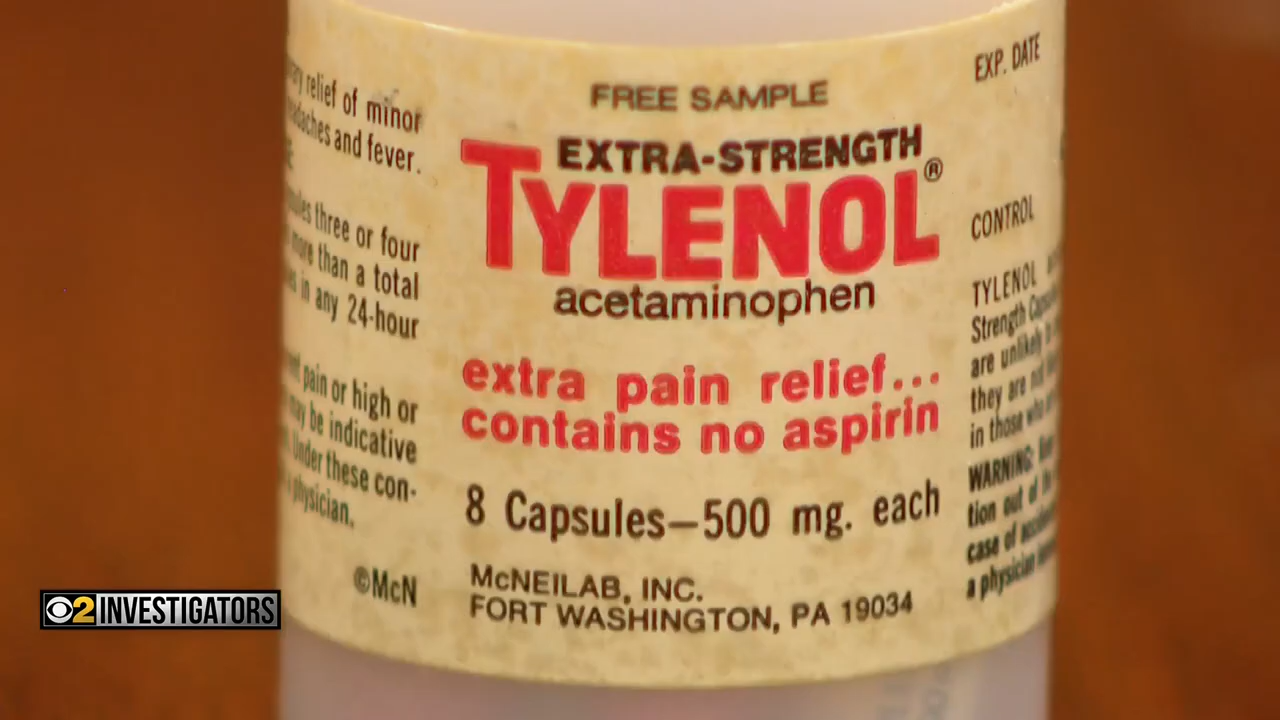 relief of minor
and fever.
three or four
more than a total
in any 24-hour
pain or high or
may be indicative
Under these con-
physician.
©McN
FREE SAMPLE
EXTRA-STRENGTH
TYLENOL®
acetaminophen
extra pain relief...
contains no aspirin
8 Capsules—500 mg. each
McNEILAB, INC.
FORT WASHINGTON, PA 19034
EXP. DATE
CONTROL
TYLENOL
Strength
are unlikely
they are
in those
WARNING:
tion out of
case of
a physician
2 INVESTIGATORS